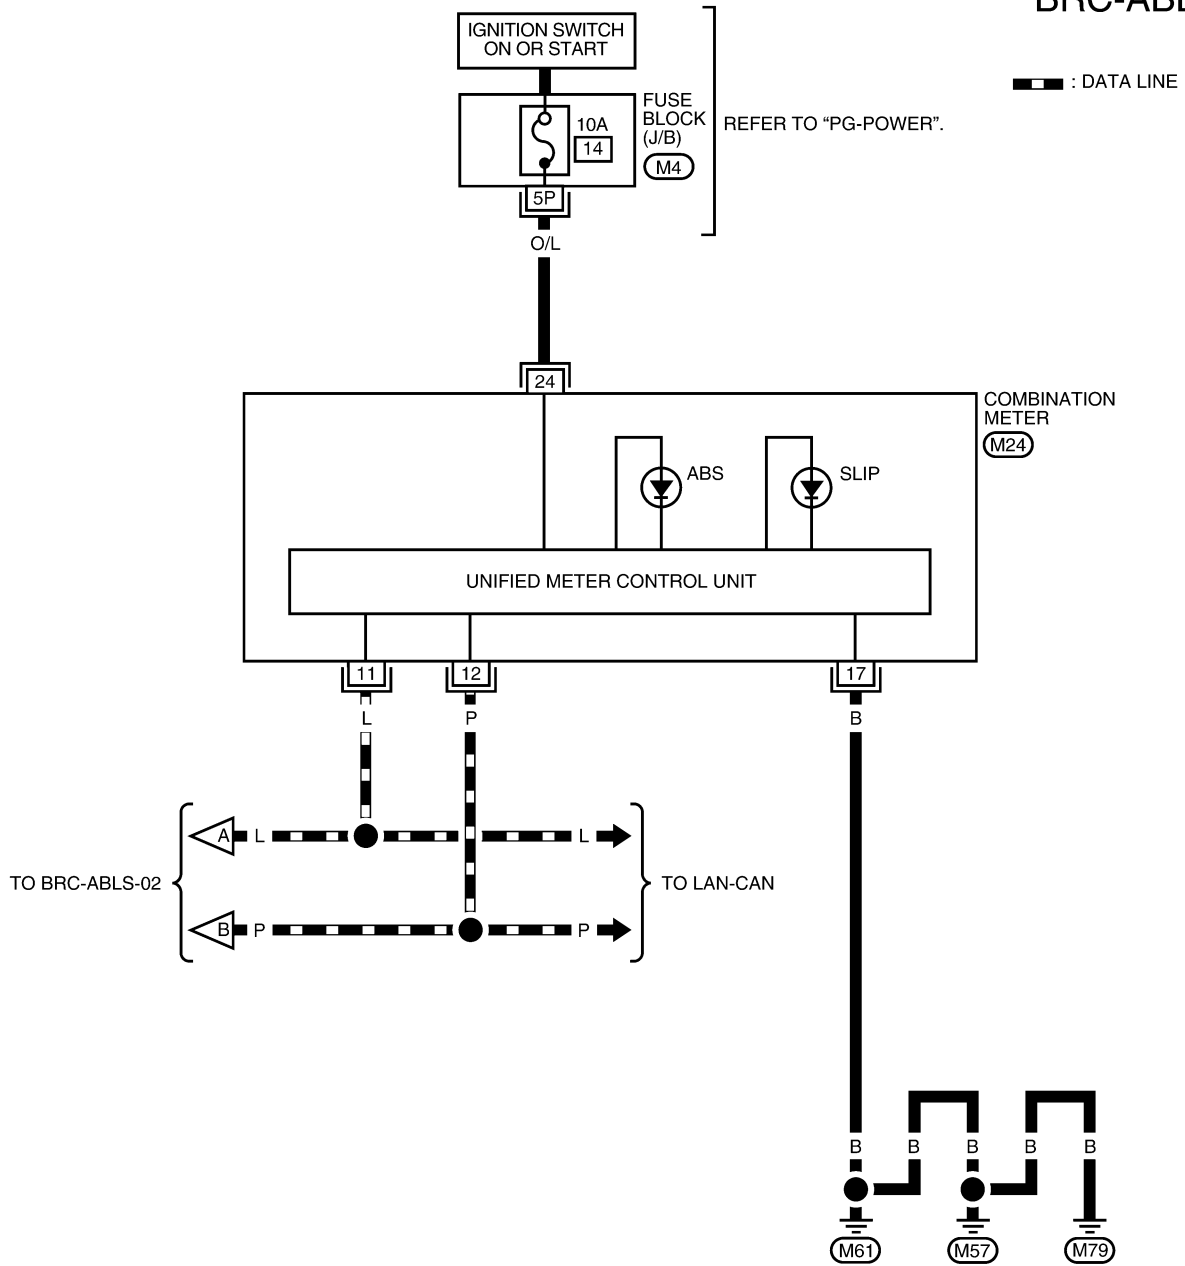 IGNITION SWITCH
ON OR START
: DATA LINE
FUSE
BLOCK
(J/B)
M4
10A
14
REFER TO “PG-POWER”.
5P
O/L
24
COMBINATION
METER
M24
ABS
SLIP
UNIFIED METER CONTROL UNIT
11
12
17
L
P
B
A
L
L
TO BRC-ABLS-02
TO LAN-CAN
B
P
P
B
B
B
B
B
M61
M57
M79